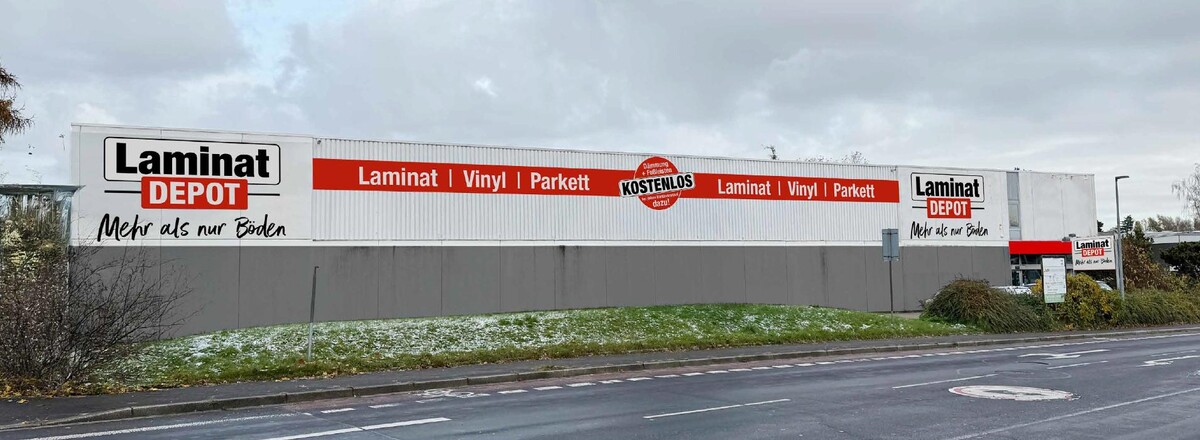 Laminat
DEPOT
Mehr als nur Böden
Laminat | Vinyl | Parkett
Dämmung
+ Fußleisten
KOSTENLOS
dazu!
Laminat | Vinyl | Parkett
Laminat
DEPOT
Mehr als nur Böden
Laminat
DEPOT